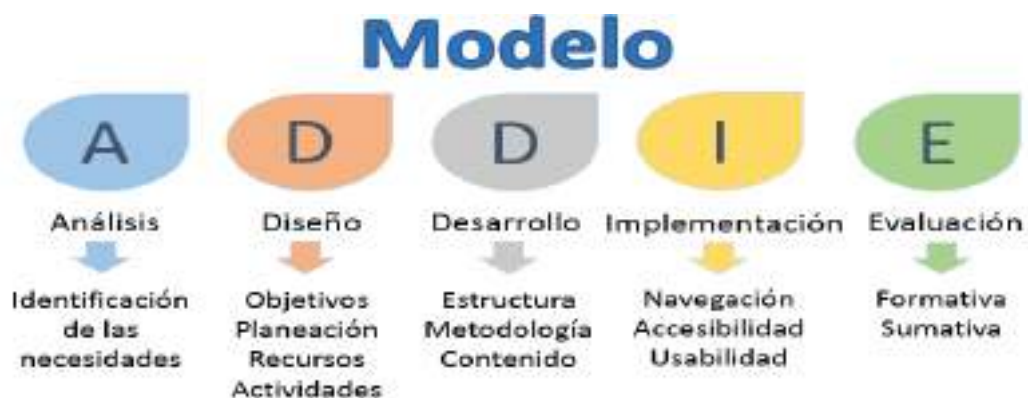 Modelo
A D D I E
Análisis Diseño Desarrollo Implementación Evaluación
Identificación
de las
necesidades
Objetivos
Planeación
Recursos
Actividades
Estructura
Metodología
Contenido
Navegación
Accesibilidad
Usabilidad
Formativa
Sumativa